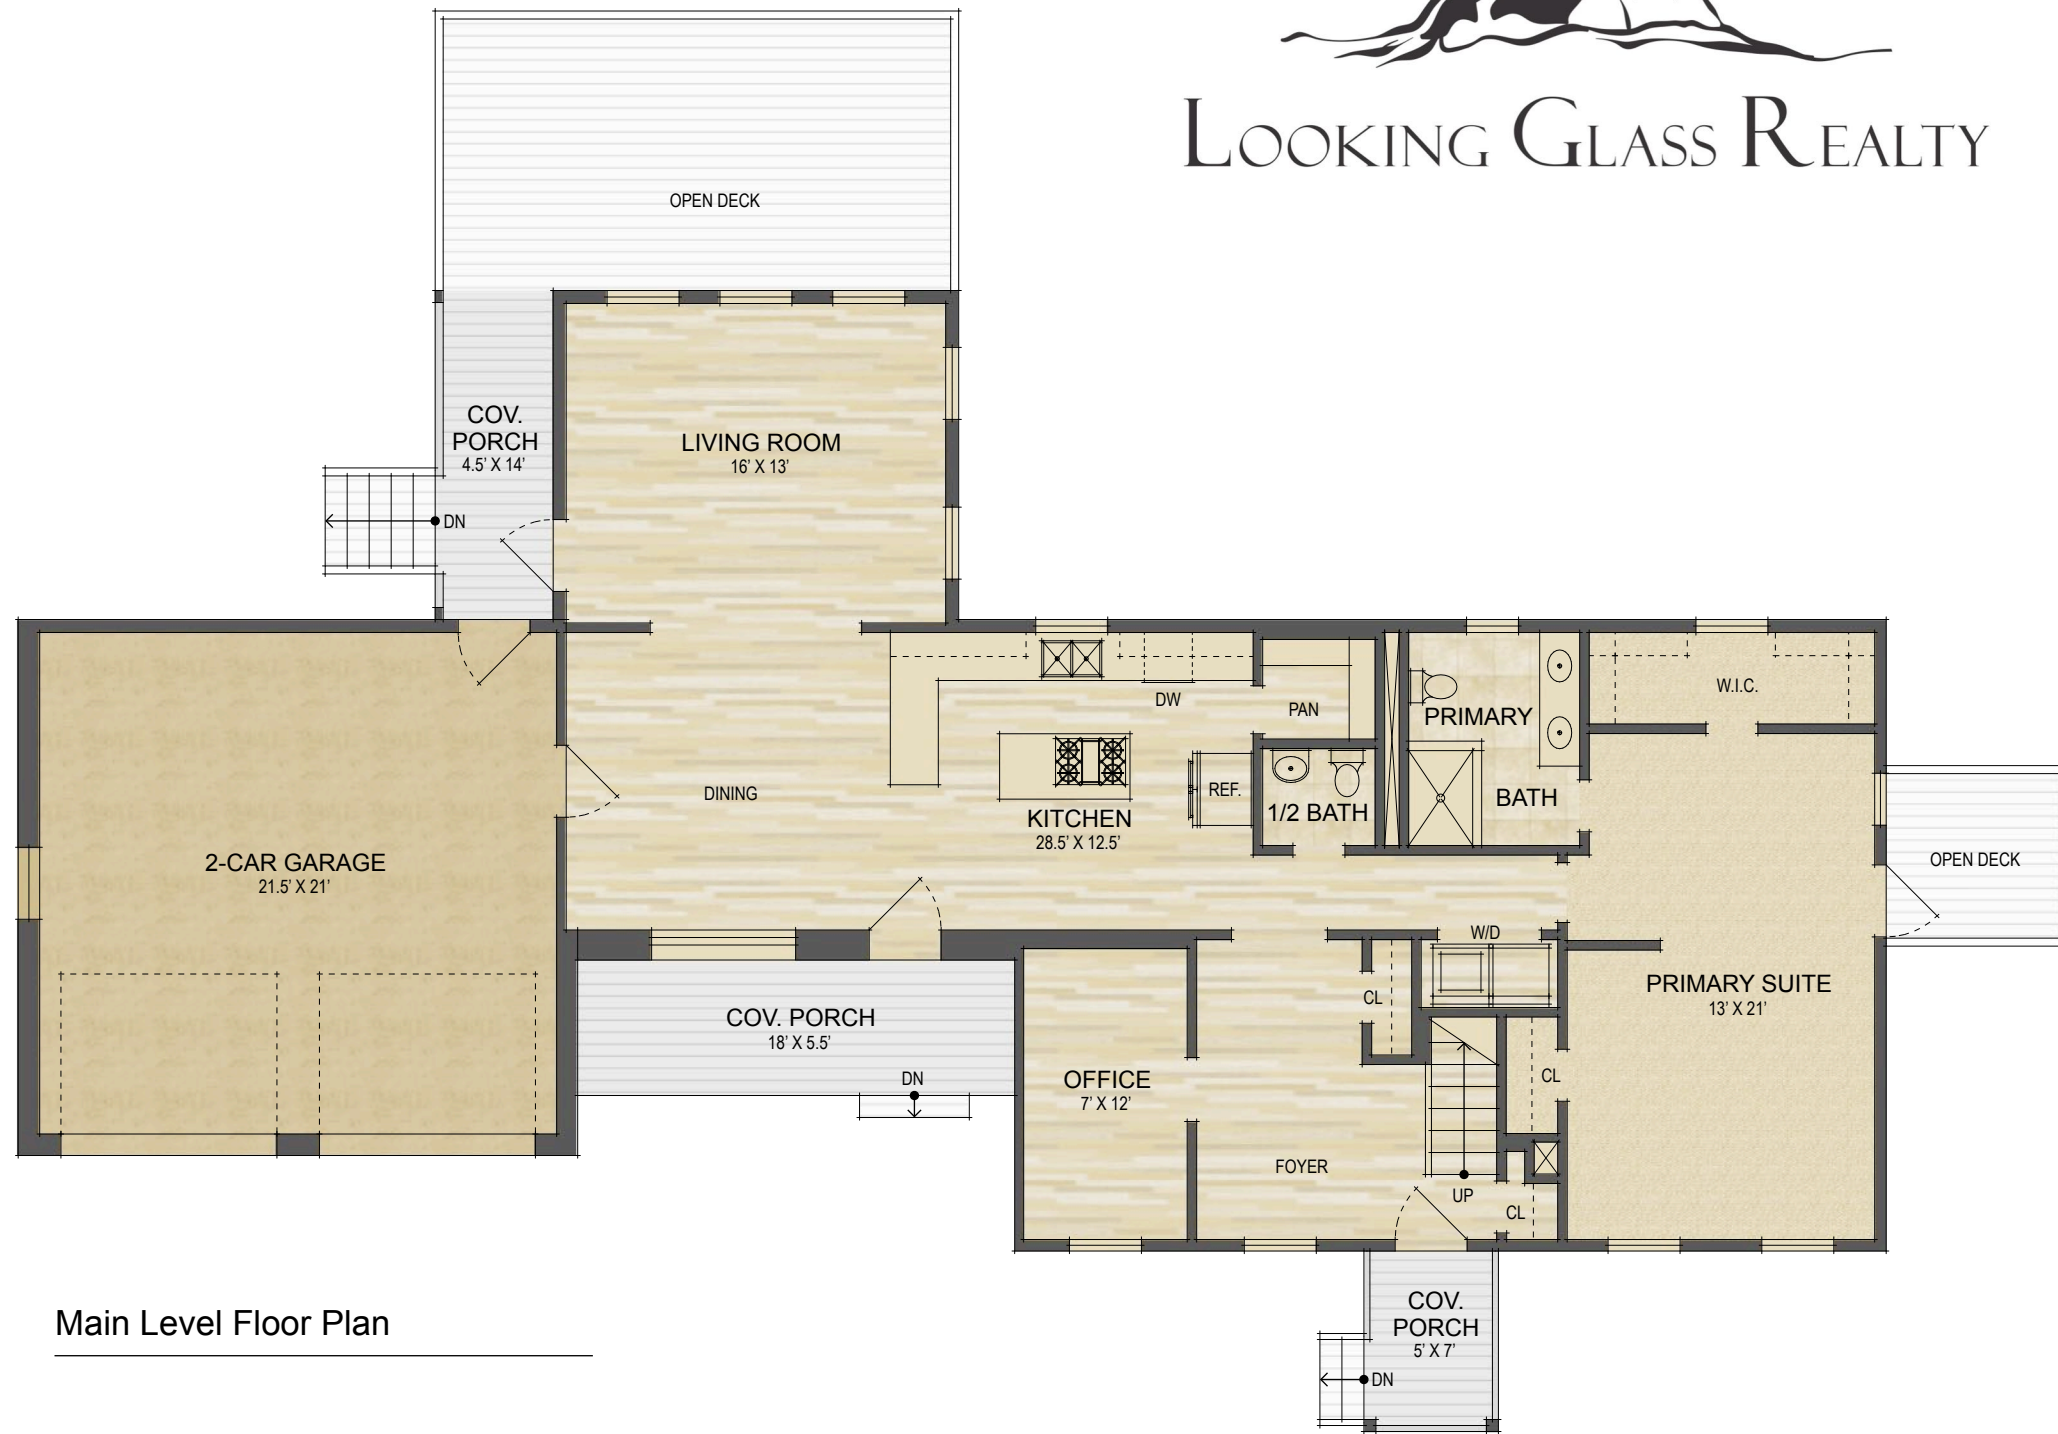 LOOKING GLASS REALTY
OPEN DECK
COV.
PORCH
4.5' X 14'
LIVING ROOM
16' X 13'
DN
DW
PAN
PRIMARY
BATH
W.I.C.
DINING
REF.
KITCHEN
28.5' X 12.5'
1/2 BATH
2-CAR GARAGE
21.5' X 21'
OPEN DECK
W/D
CL
PRIMARY SUITE
13' X 21'
COV. PORCH
18' X 5.5'
DN
OFFICE
7' X 12'
CL
FOYER
UP
CL
COV.
PORCH
5' X 7'
DN
Main Level Floor Plan